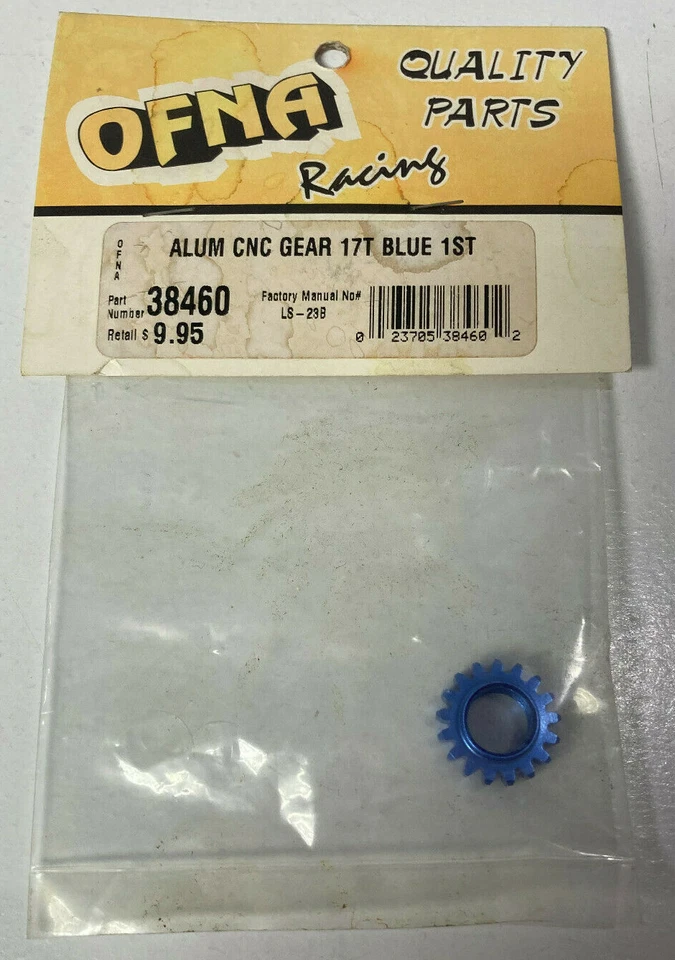 OFNA
Racing
QUALITY
PARTS
OFNA
ALUM CNC GEAR 17T BLUE 1ST
Part
Number 38460
Retail $ 9.95
Factory Manual No#
LS-23B
0 23705 38460 2